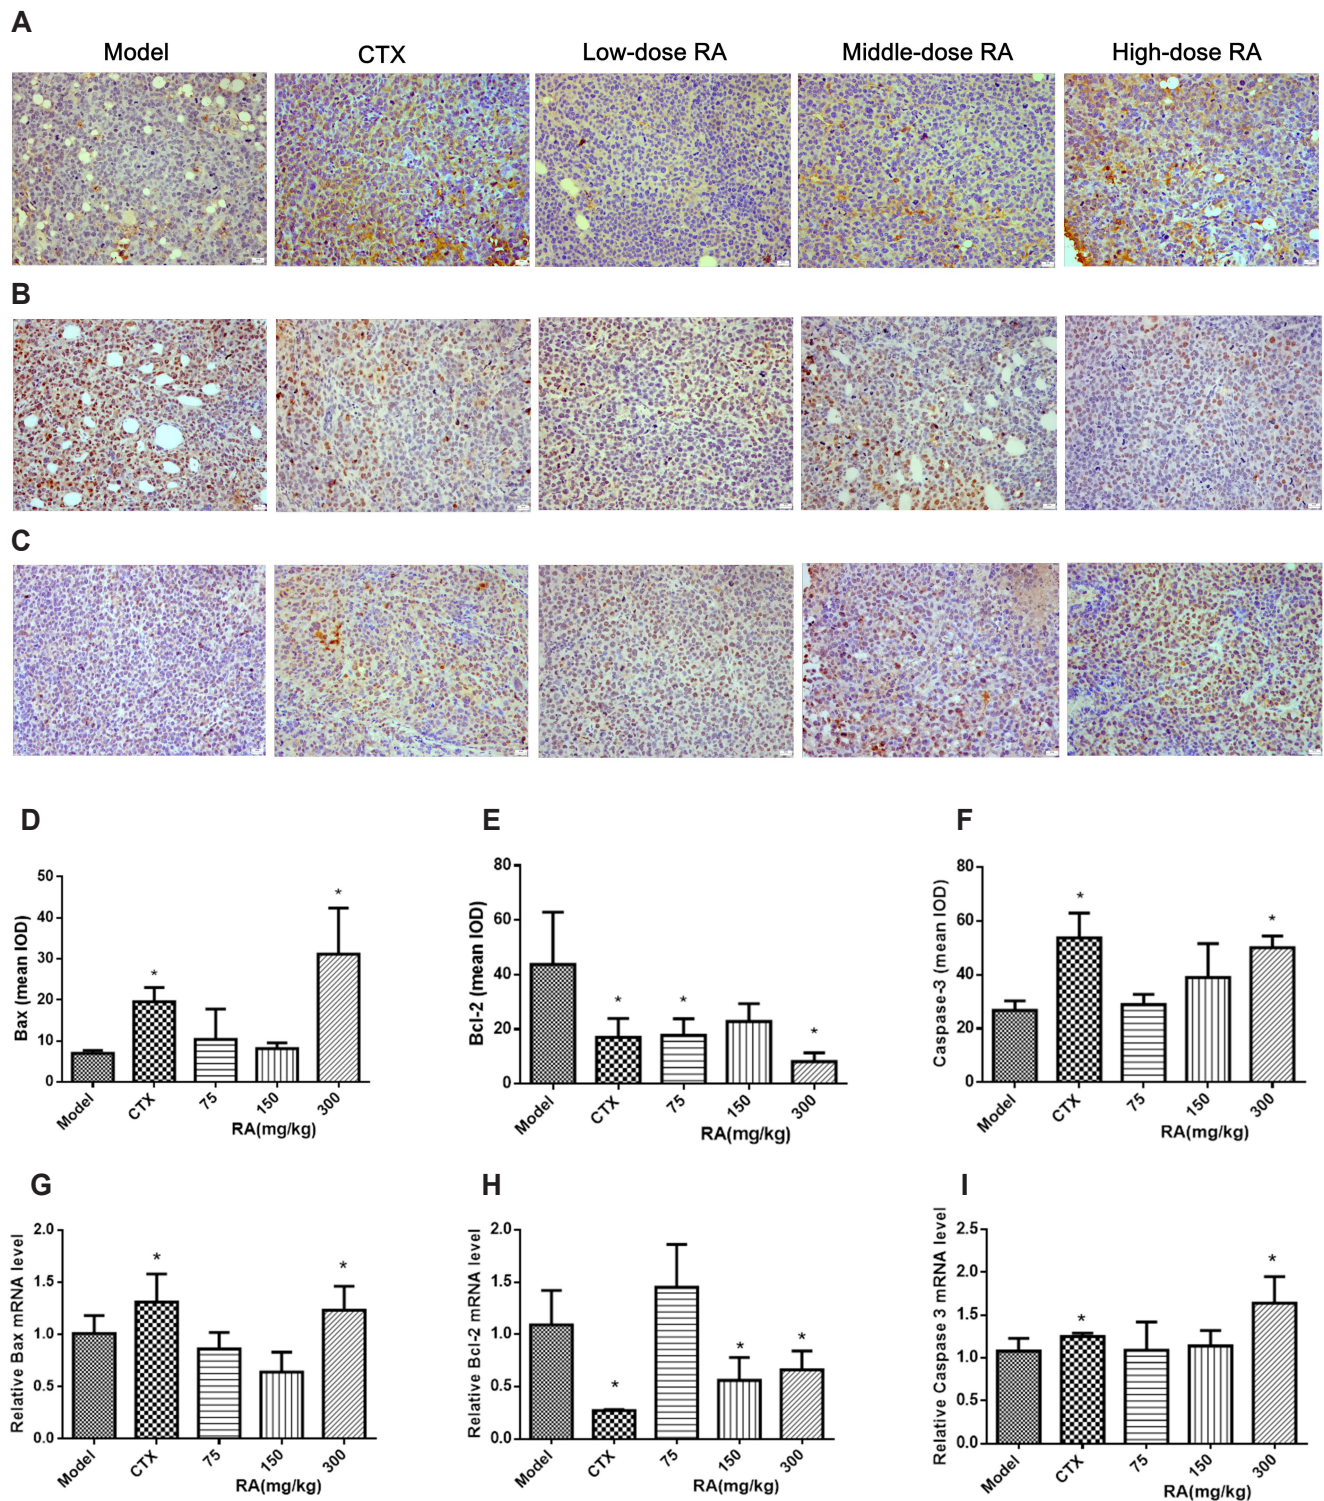 A
Model CTX Low-dose RA Middle-dose RA High-dose RA
B
C
D
Bax (mean IOD)
50
40
30
20
10
0
*
*
Model CTX 75 150 300
RA(mg/kg)
E
Bcl-2 (mean IOD)
80
60
40
20
0
* * *
Model CTX 75 150 300
RA(mg/kg)
F
Caspase-3 (mean IOD)
80
60
40
20
0
* *
Model CTX 75 150 300
RA(mg/kg)
G
Relative Bax mRNA level
2.0
1.5
1.0
0.5
0.0
* *
Model CTX 75 150 300
RA(mg/kg)
H
Relative Bcl-2 mRNA level
2.0
1.5
1.0
0.5
0.0
* * *
Model CTX 75 150 300
RA(mg/kg)
I
Relative Caspase 3 mRNA level
2.5
2.0
1.5
1.0
0.5
0.0
* *
Model CTX 75 150 300
RA(mg/kg)